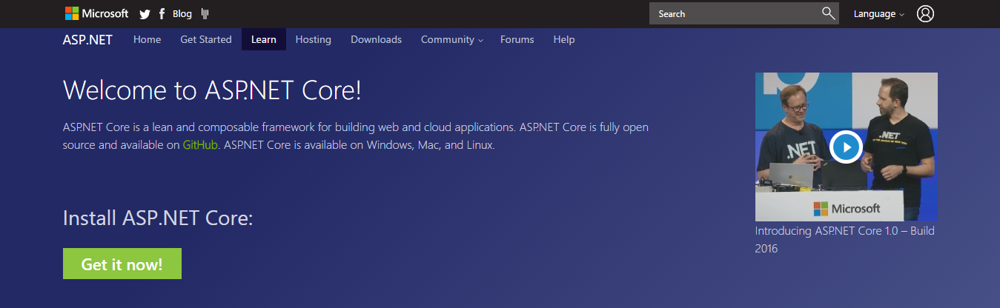 Microsoft Blog Search Language
ASP.NET Home Get Started Learn Hosting Downloads Community Forums Help
Welcome to ASP.NET Core!
ASP.NET Core is a lean and composable framework for building web and cloud applications. ASP.NET Core is fully open
source and available on GitHub. ASP.NET Core is available on Windows, Mac, and Linux.
.NET
.NET
Microsoft
Introducing ASP.NET Core 1.0 – Build
2016
Install ASP.NET Core:
Get it now!